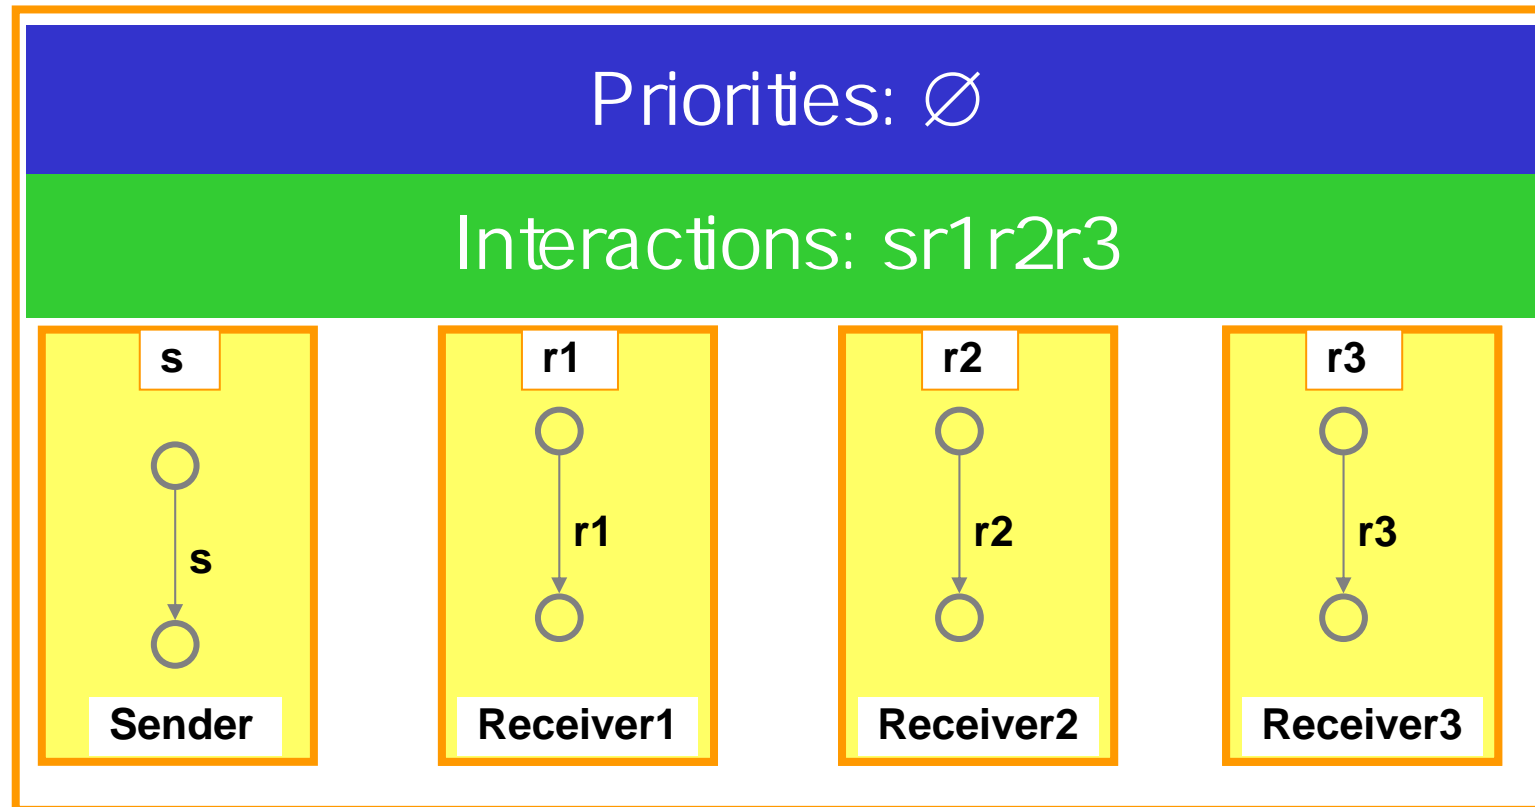 Priorities: ∅
Interactions: sr1r2r3
s r1 r2 r3
s r1 r2 r3
Sender Receiver1 Receiver2 Receiver3